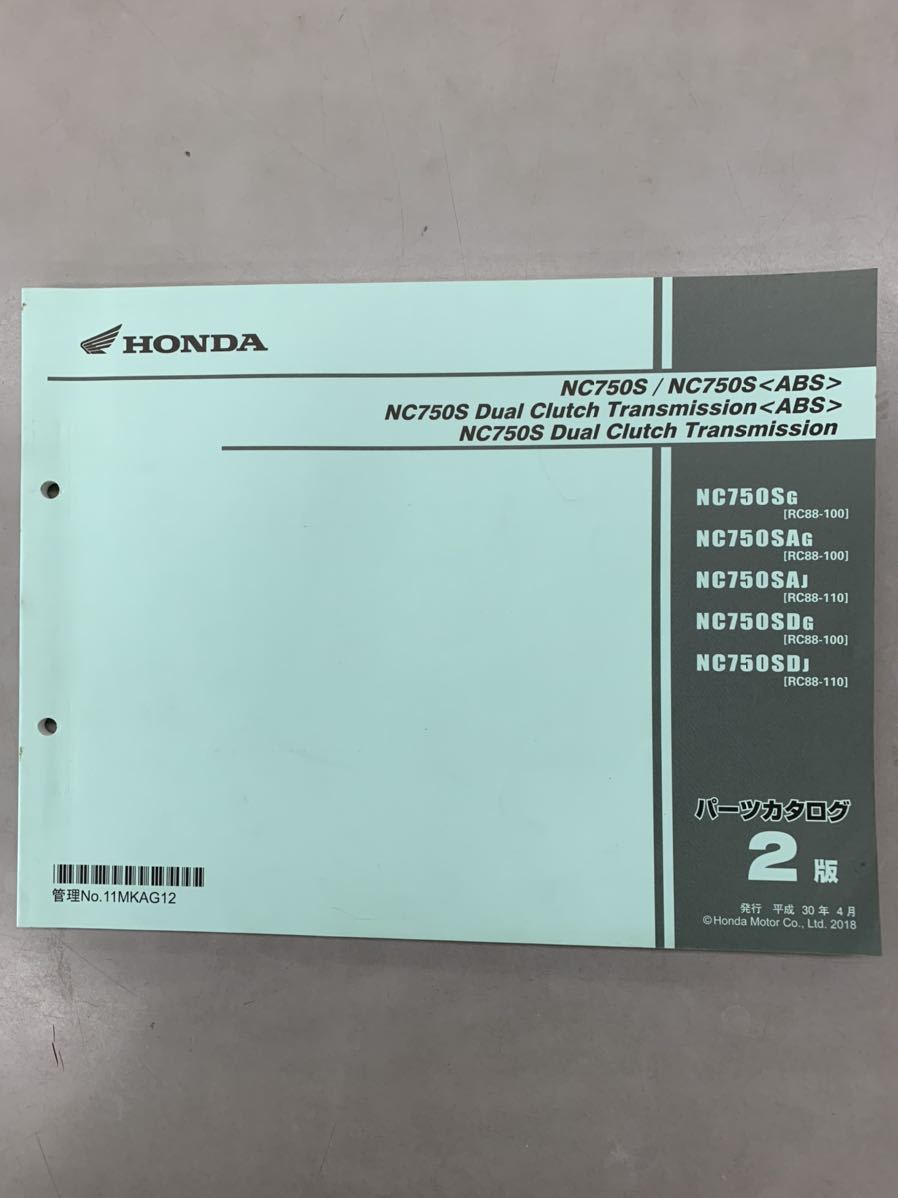 HONDA
NC750S / NC750S<ABS>
NC750S Dual Clutch Transmission<ABS>
NC750S Dual Clutch Transmission
NC750SG
[RC88-100]
NC750SAG
[RC88-100]
NC750SAJ
[RC88-110]
NC750SDG
[RC88-100]
NC750SDJ
[RC88-110]
パーツカタログ
2版
発行 平成 30年 4月
©Honda Motor Co., Ltd. 2018
管理No.11MKAG12